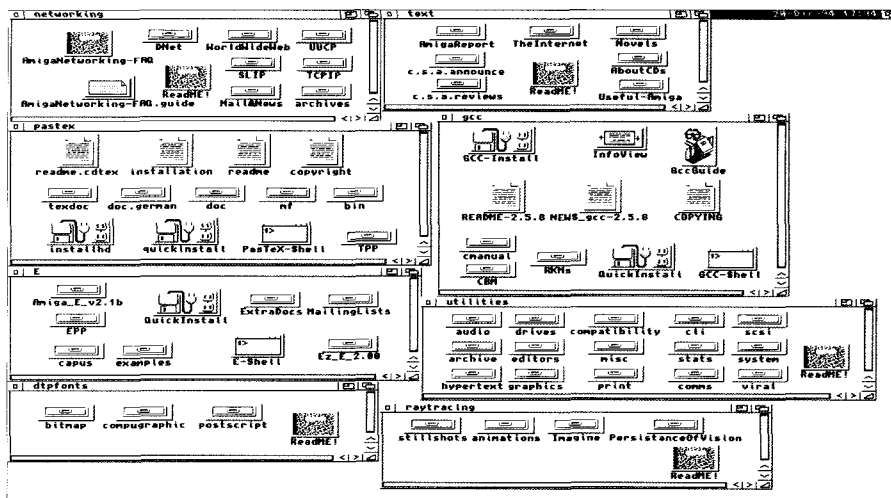 networking
DNet WorldWideWeb UUCP
AmigaNetworking-FAQ
SLIP TCPIP
ReadME!
AmigaNetworking-FAQ.guide Mail&News archives
text
AmigaReport TheInternet Novels
c.s.a.announce AboutCDs
ReadME!
c.s.a.reviews Useful-Amiga
pastex
readme.cdtex installation readme copyright
texdoc doc.german doc mf bin
installhd quickinstall PasTeX-Shell TPP
gcc
GCC-Install InfoView
GccGuide
README-2.5.8 NEWS_gcc-2.5.8 COPYING
cmanual
RKMs QuickInstall GCC-Shell
CBM
E
Amiga_E_v2.1b ExtraDocs MailingLists
QuickInstall
EPP
capus examples E-Shell Ez_E_2.00
utilities
audio drives compatibility cli scsi
archive editors misc stats system
ReadME!
hypertext graphics print comms viral
dtpfonts
bitmap compugraphic postscript
ReadME!
raytracing
stillshots animations Imagine PersistanceOfVision
ReadME!